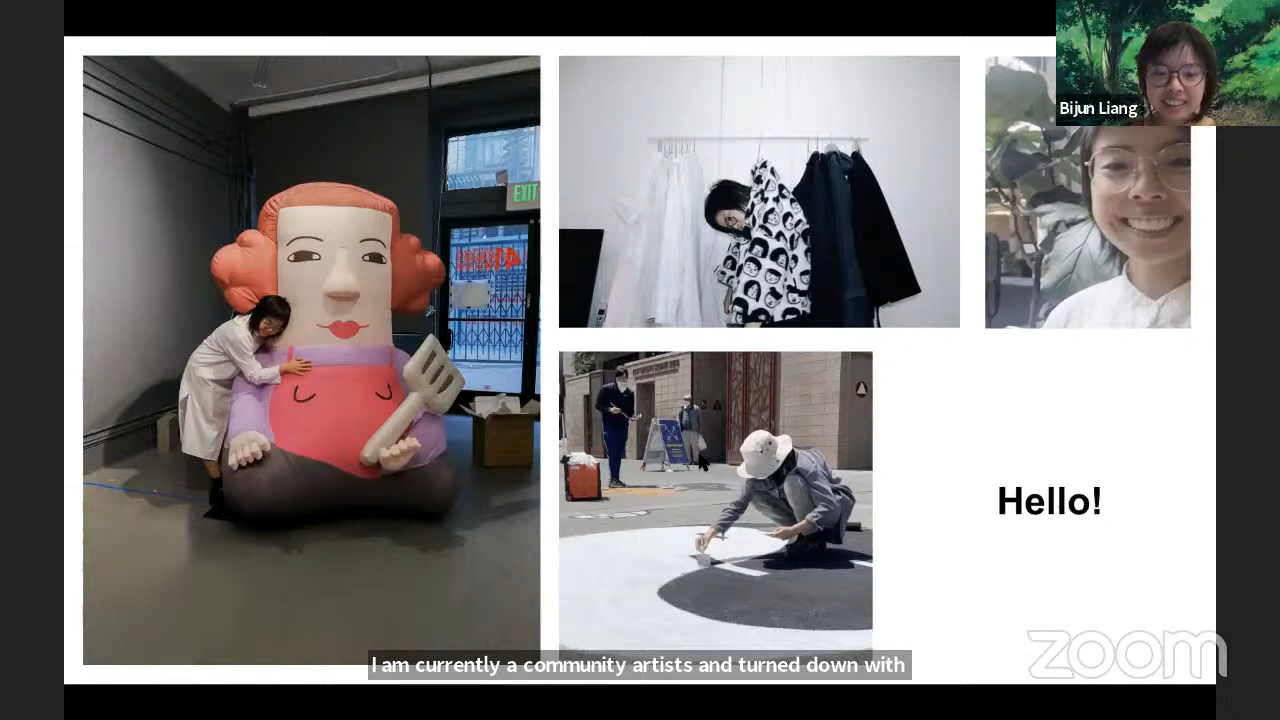 Bijun Liang
EXIT
Hello!
zoom
I am currently a community artists and turned down with